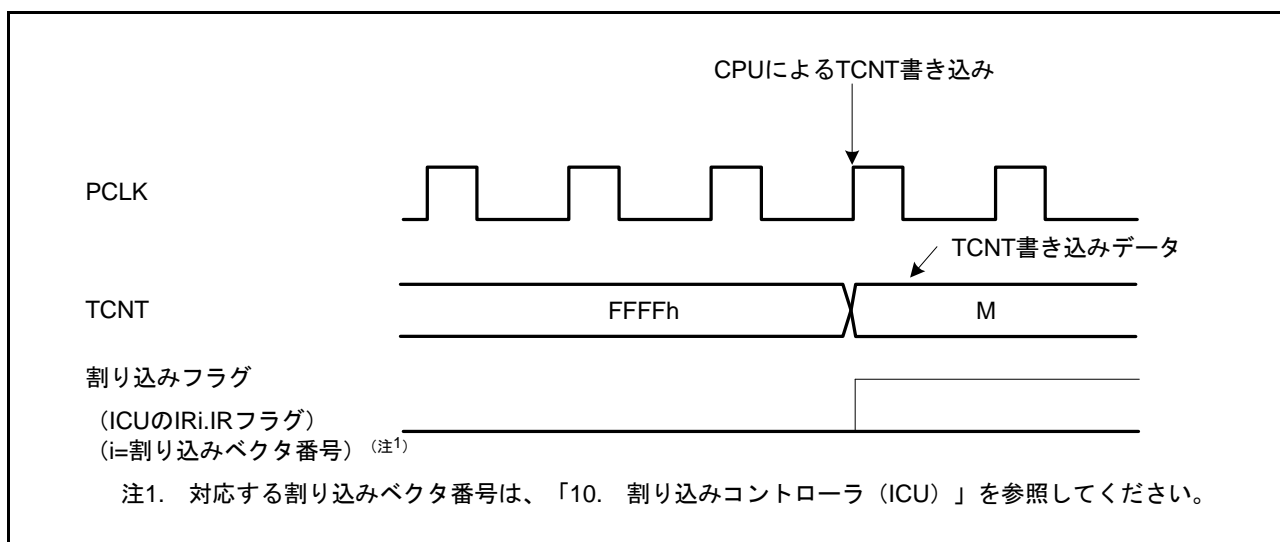 CPUによるTCNT書き込み
PCLK
TCNT書き込みデータ
TCNT
FFFFh
M
割り込みフラグ
(ICUのIRi.IRフラグ)
(i=割り込みベクタ番号)(注1)
注1. 対応する割り込みベクタ番号は、「10. 割り込みコントローラ(ICU)」を参照してください。